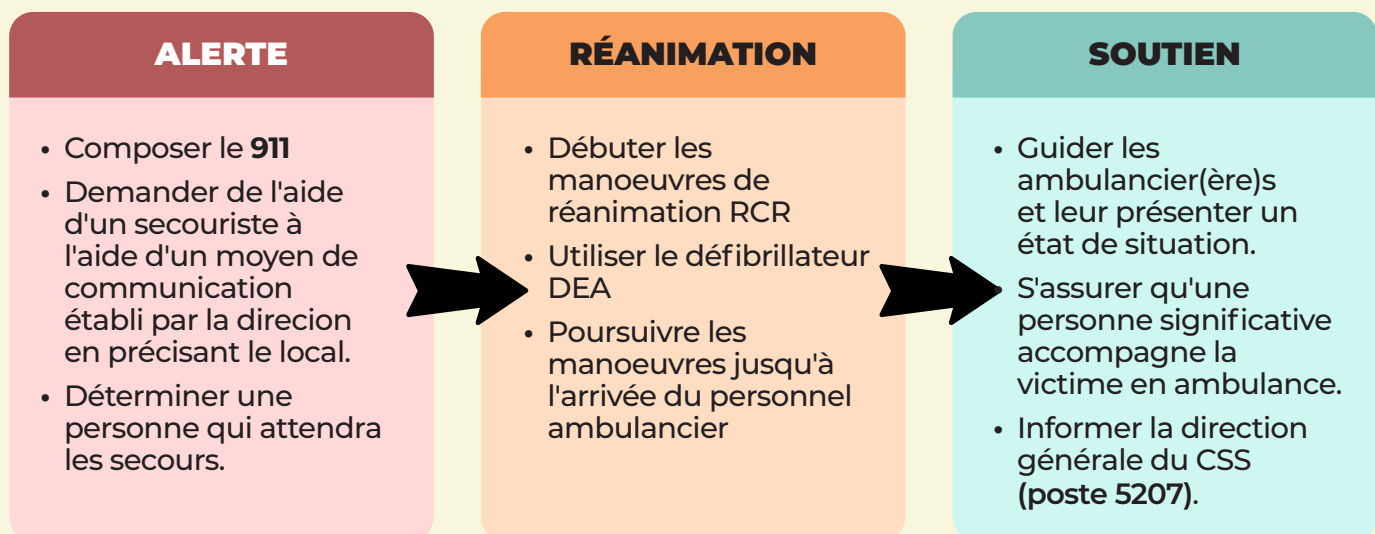 ALERTE
• Composer le 911
• Demander de l'aide
d'un secouriste à
l'aide d'un moyen de
communication
établi par la direcion
en précisant le local.
• Déterminer une
personne qui attendra
les secours.
RÉANIMATION
• Débuter les
manoeuvres de
réanimation RCR
• Utiliser le défibrillateur
DEA
• Poursuivre les
manoeuvres jusqu'à
l'arrivée du personnel
ambulancier
SOUTIEN
• Guider les
ambulancier(ère)s
et leur présenter un
état de situation.
• S'assurer qu'une
personne significative
accompagne la
victime en ambulance.
• Informer la direction
générale du CSS
(poste 5207).